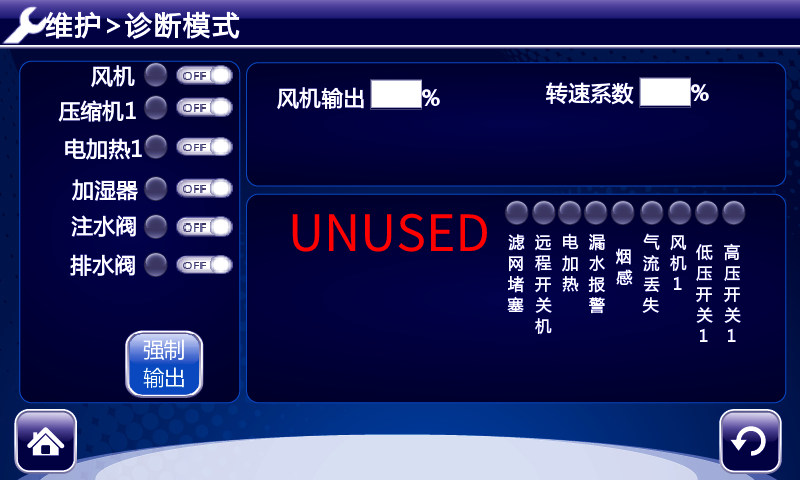 维护>诊断模式
风机 OFF
压缩机1 OFF
电加热1 OFF
加湿器 OFF
注水阀 OFF
排水阀 OFF
强制
输出
风机输出 %
转速系数 %
UNUSED
滤网堵塞
远程开关机
电加热
漏水报警
烟感
气流丢失
风机1
低压开关1
高压开关1